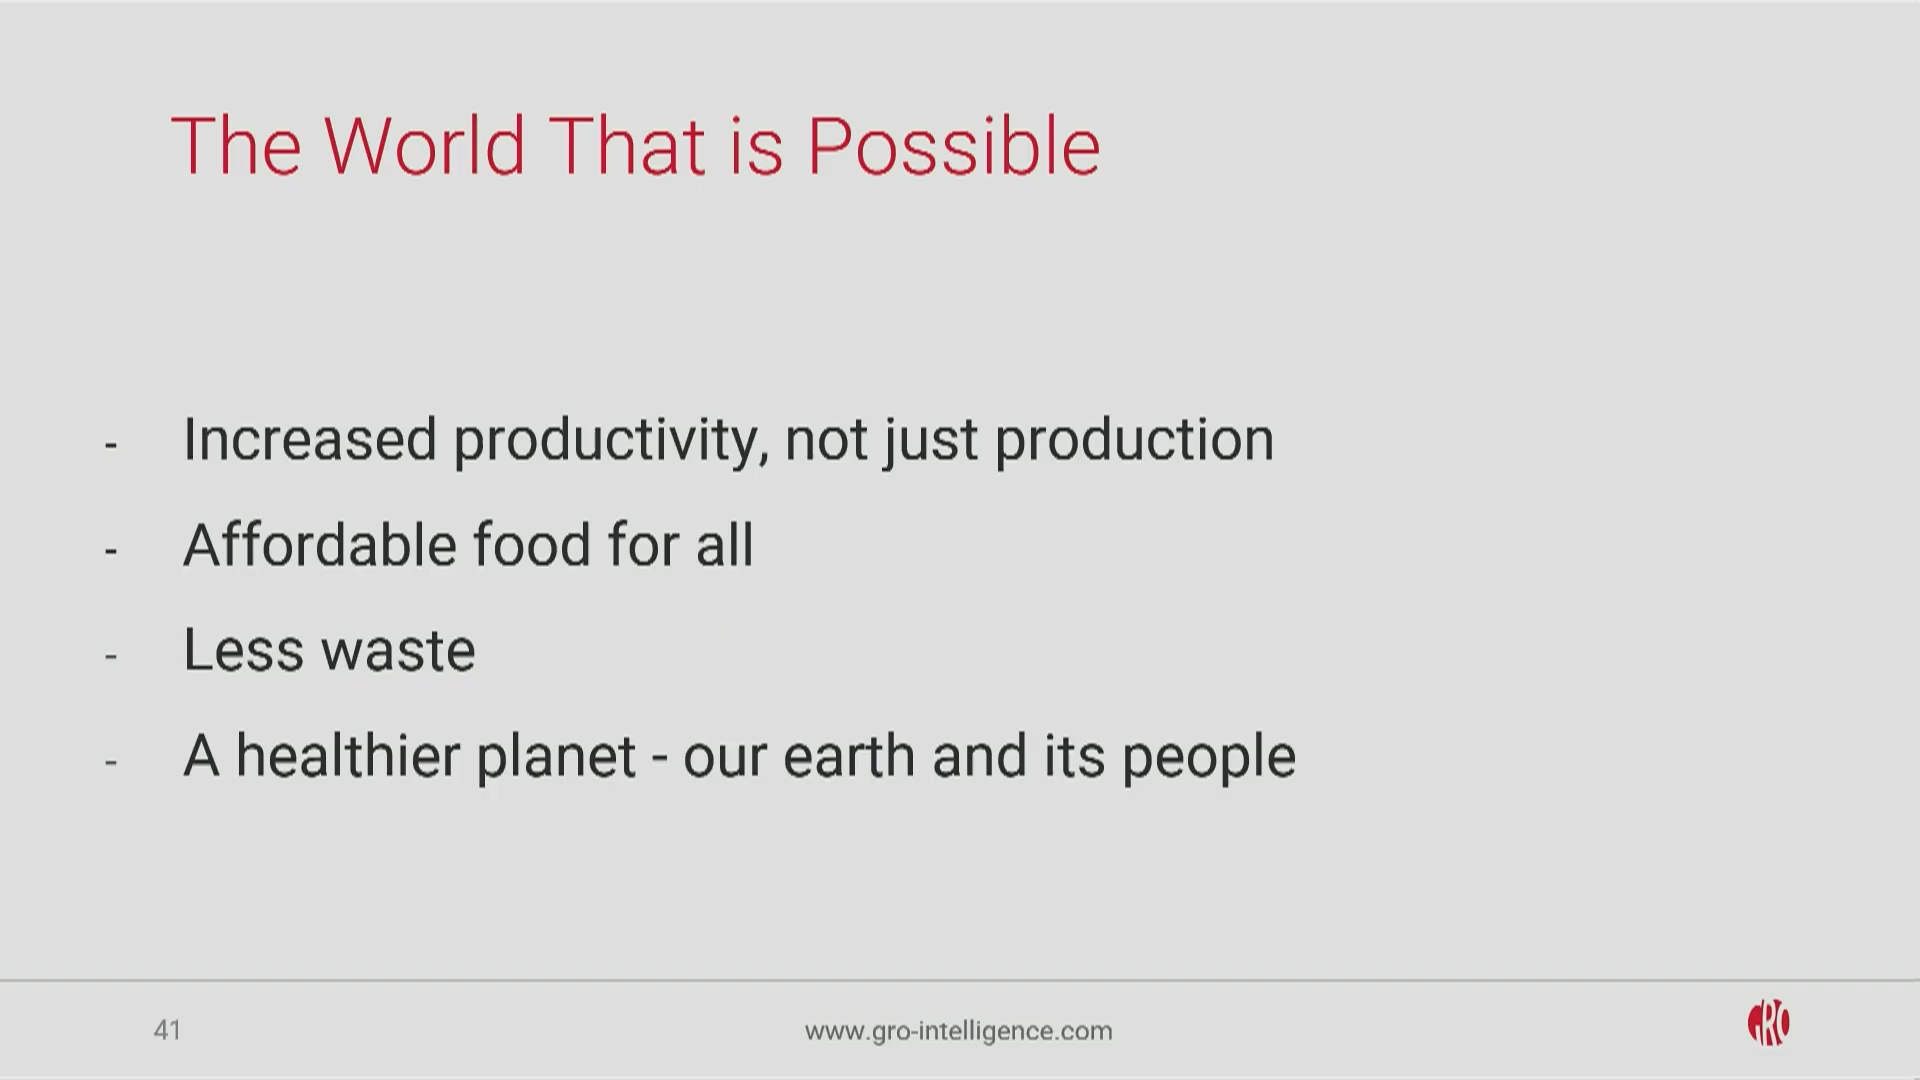 The World That is Possible
- Increased productivity, not just production
- Affordable food for all
- Less waste
- A healthier planet - our earth and its people
41
www.gro-intelligence.com
GRO